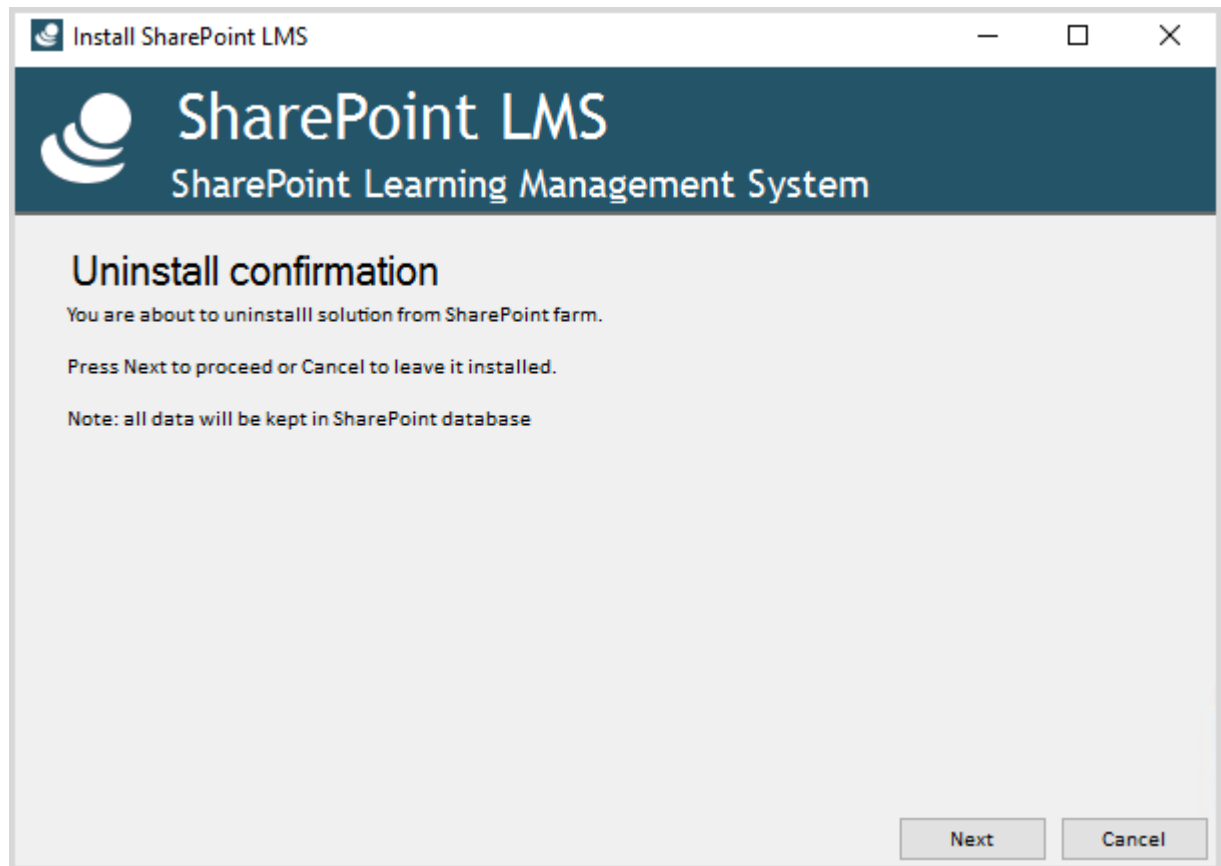 Install SharePoint LMS
SharePoint LMS
SharePoint Learning Management System
Uninstall confirmation
You are about to uninstalll solution from SharePoint farm.
Press Next to proceed or Cancel to leave it installed.
Note: all data will be kept in SharePoint database
Next Cancel